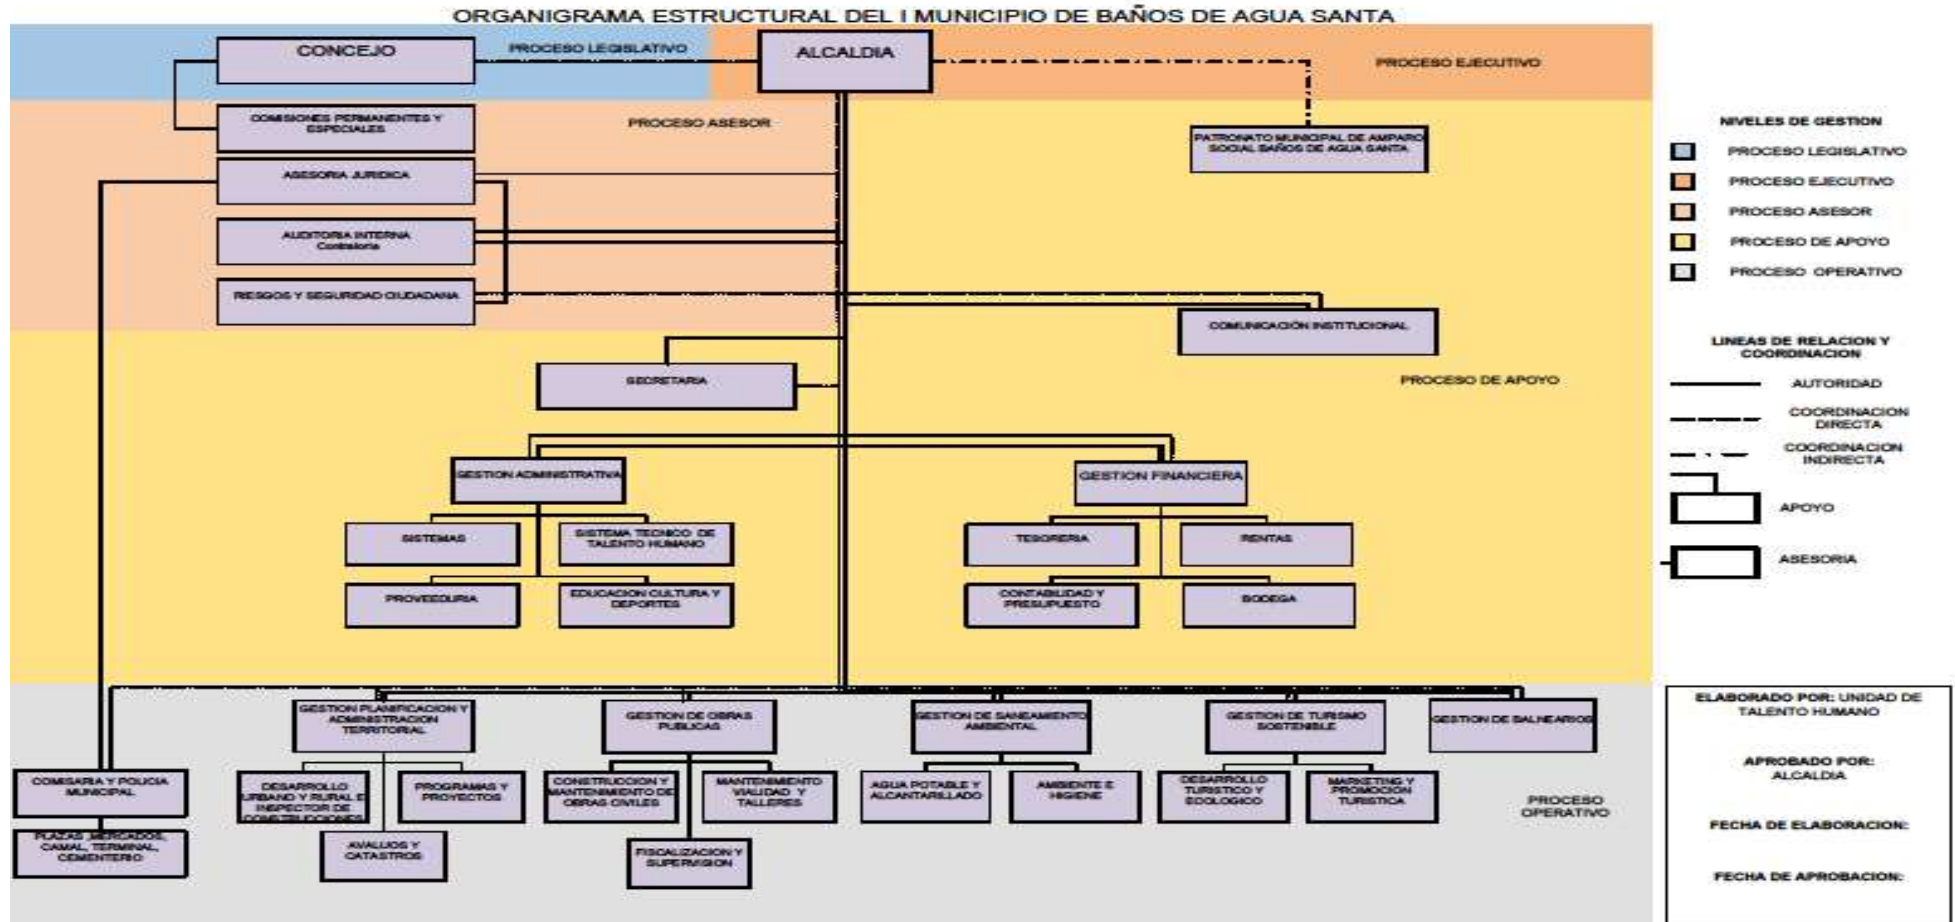 ORGANIGRAMA ESTRUCTURAL DEL I MUNICIPIO DE BAÑOS DE AGUA SANTA
CONCEJO
PROCESO LEGISLATIVO
ALCALDIA
PROCESO EJECUTIVO
COMISIONES PERMANENTES Y
ESPECIALES
PROCESO ASESOR
PATRONATO MUNICIPAL DE AMPARO
SOCIAL BAÑOS DE AGUA SANTA
ASESORIA JURIDICA
AUDITORIA INTERNA
Contraloria
RIESGOS Y SEGURIDAD CIUDADANA
COMUNICACIÓN INSTITUCIONAL
SECRETARIA
PROCESO DE APOYO
GESTION ADMINISTRATIVA
GESTION FINANCIERA
SISTEMAS
SISTEMA TECNICO DE
TALENTO HUMANO
TESORERIA
RENTAS
PROVEEDURIA
EDUCACION CULTURA Y
DEPORTES
CONTABILIDAD Y
PRESUPUESTO
BODEGA
GESTION PLANIFICACION Y
ADMINISTRACION
TERRITORIAL
GESTION DE OBRAS
PUBLICAS
GESTION DE SANEAMIENTO
AMBIENTAL
GESTION DE TURISMO
SOSTENIBLE
GESTION DE BALNEARIOS
COMISARIA Y POLICIA
MUNICIPAL
DESARROLLO
URBANO Y RURAL E
INSPECTOR DE
CONSTRUCCIONES
PROGRAMAS Y
PROYECTOS
CONSTRUCCION Y
MANTENIMIENTO DE
OBRAS CIVILES
MANTENIMIENTO
VIALIDAD Y
TALLERES
AGUA POTABLE Y
ALCANTARILLADO
AMBIENTE E
HIGIENE
DESARROLLO
TURISTICO Y
ECOLOGICO
MARKETING Y
PROMOCION
TURISTICA
PROCESO
OPERATIVO
PLAZAS, MERCADOS,
CAMAL, TERMINAL,
CEMENTERIO
AVALUOS Y
CATASTROS
FISCALIZACION Y
SUPERVISION
NIVELES DE GESTION
PROCESO LEGISLATIVO
PROCESO EJECUTIVO
PROCESO ASESOR
PROCESO DE APOYO
PROCESO OPERATIVO
LINEAS DE RELACION Y
COORDINACION
AUTORIDAD
COORDINACION
DIRECTA
COORDINACION
INDIRECTA
APOYO
ASESORIA
ELABORADO POR: UNIDAD DE
TALENTO HUMANO
APROBADO POR:
ALCALDIA
FECHA DE ELABORACION:
FECHA DE APROBACION: